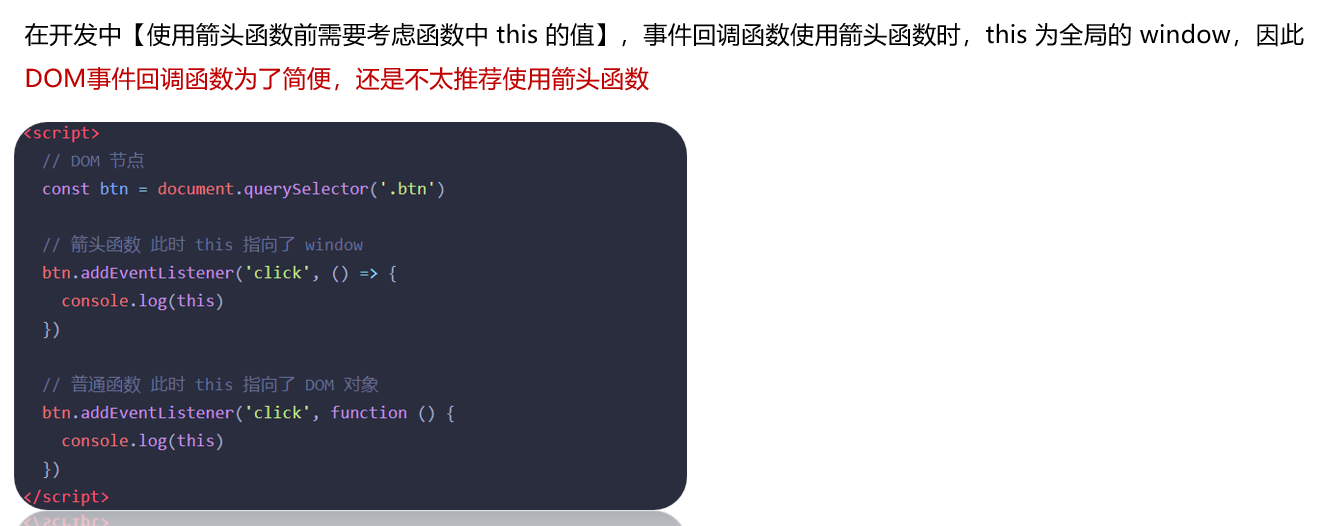 在开发中【使用箭头函数前需要考虑函数中 this 的值】，事件回调函数使用箭头函数时，this 为全局的 window，因此
DOM事件回调函数为了简便，还是不太推荐使用箭头函数
<script>
// DOM 节点
const btn = document.querySelector('.btn')
// 箭头函数 此时 this 指向了 window
btn.addEventListener('click', () => {
console.log(this)
})
// 普通函数 此时 this 指向了 DOM 对象
btn.addEventListener('click', function () {
console.log(this)
})
</script>